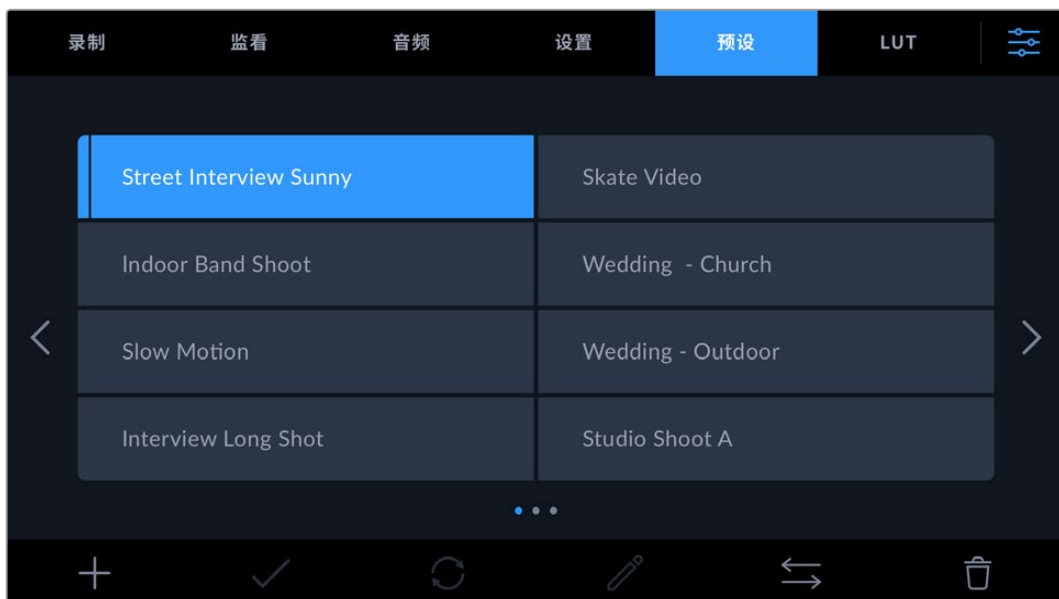 录制 监看 音频 设置 预设 LUT
Street Interview Sunny Skate Video
Indoor Band Shoot Wedding - Church
Slow Motion Wedding - Outdoor
Interview Long Shot Studio Shoot A